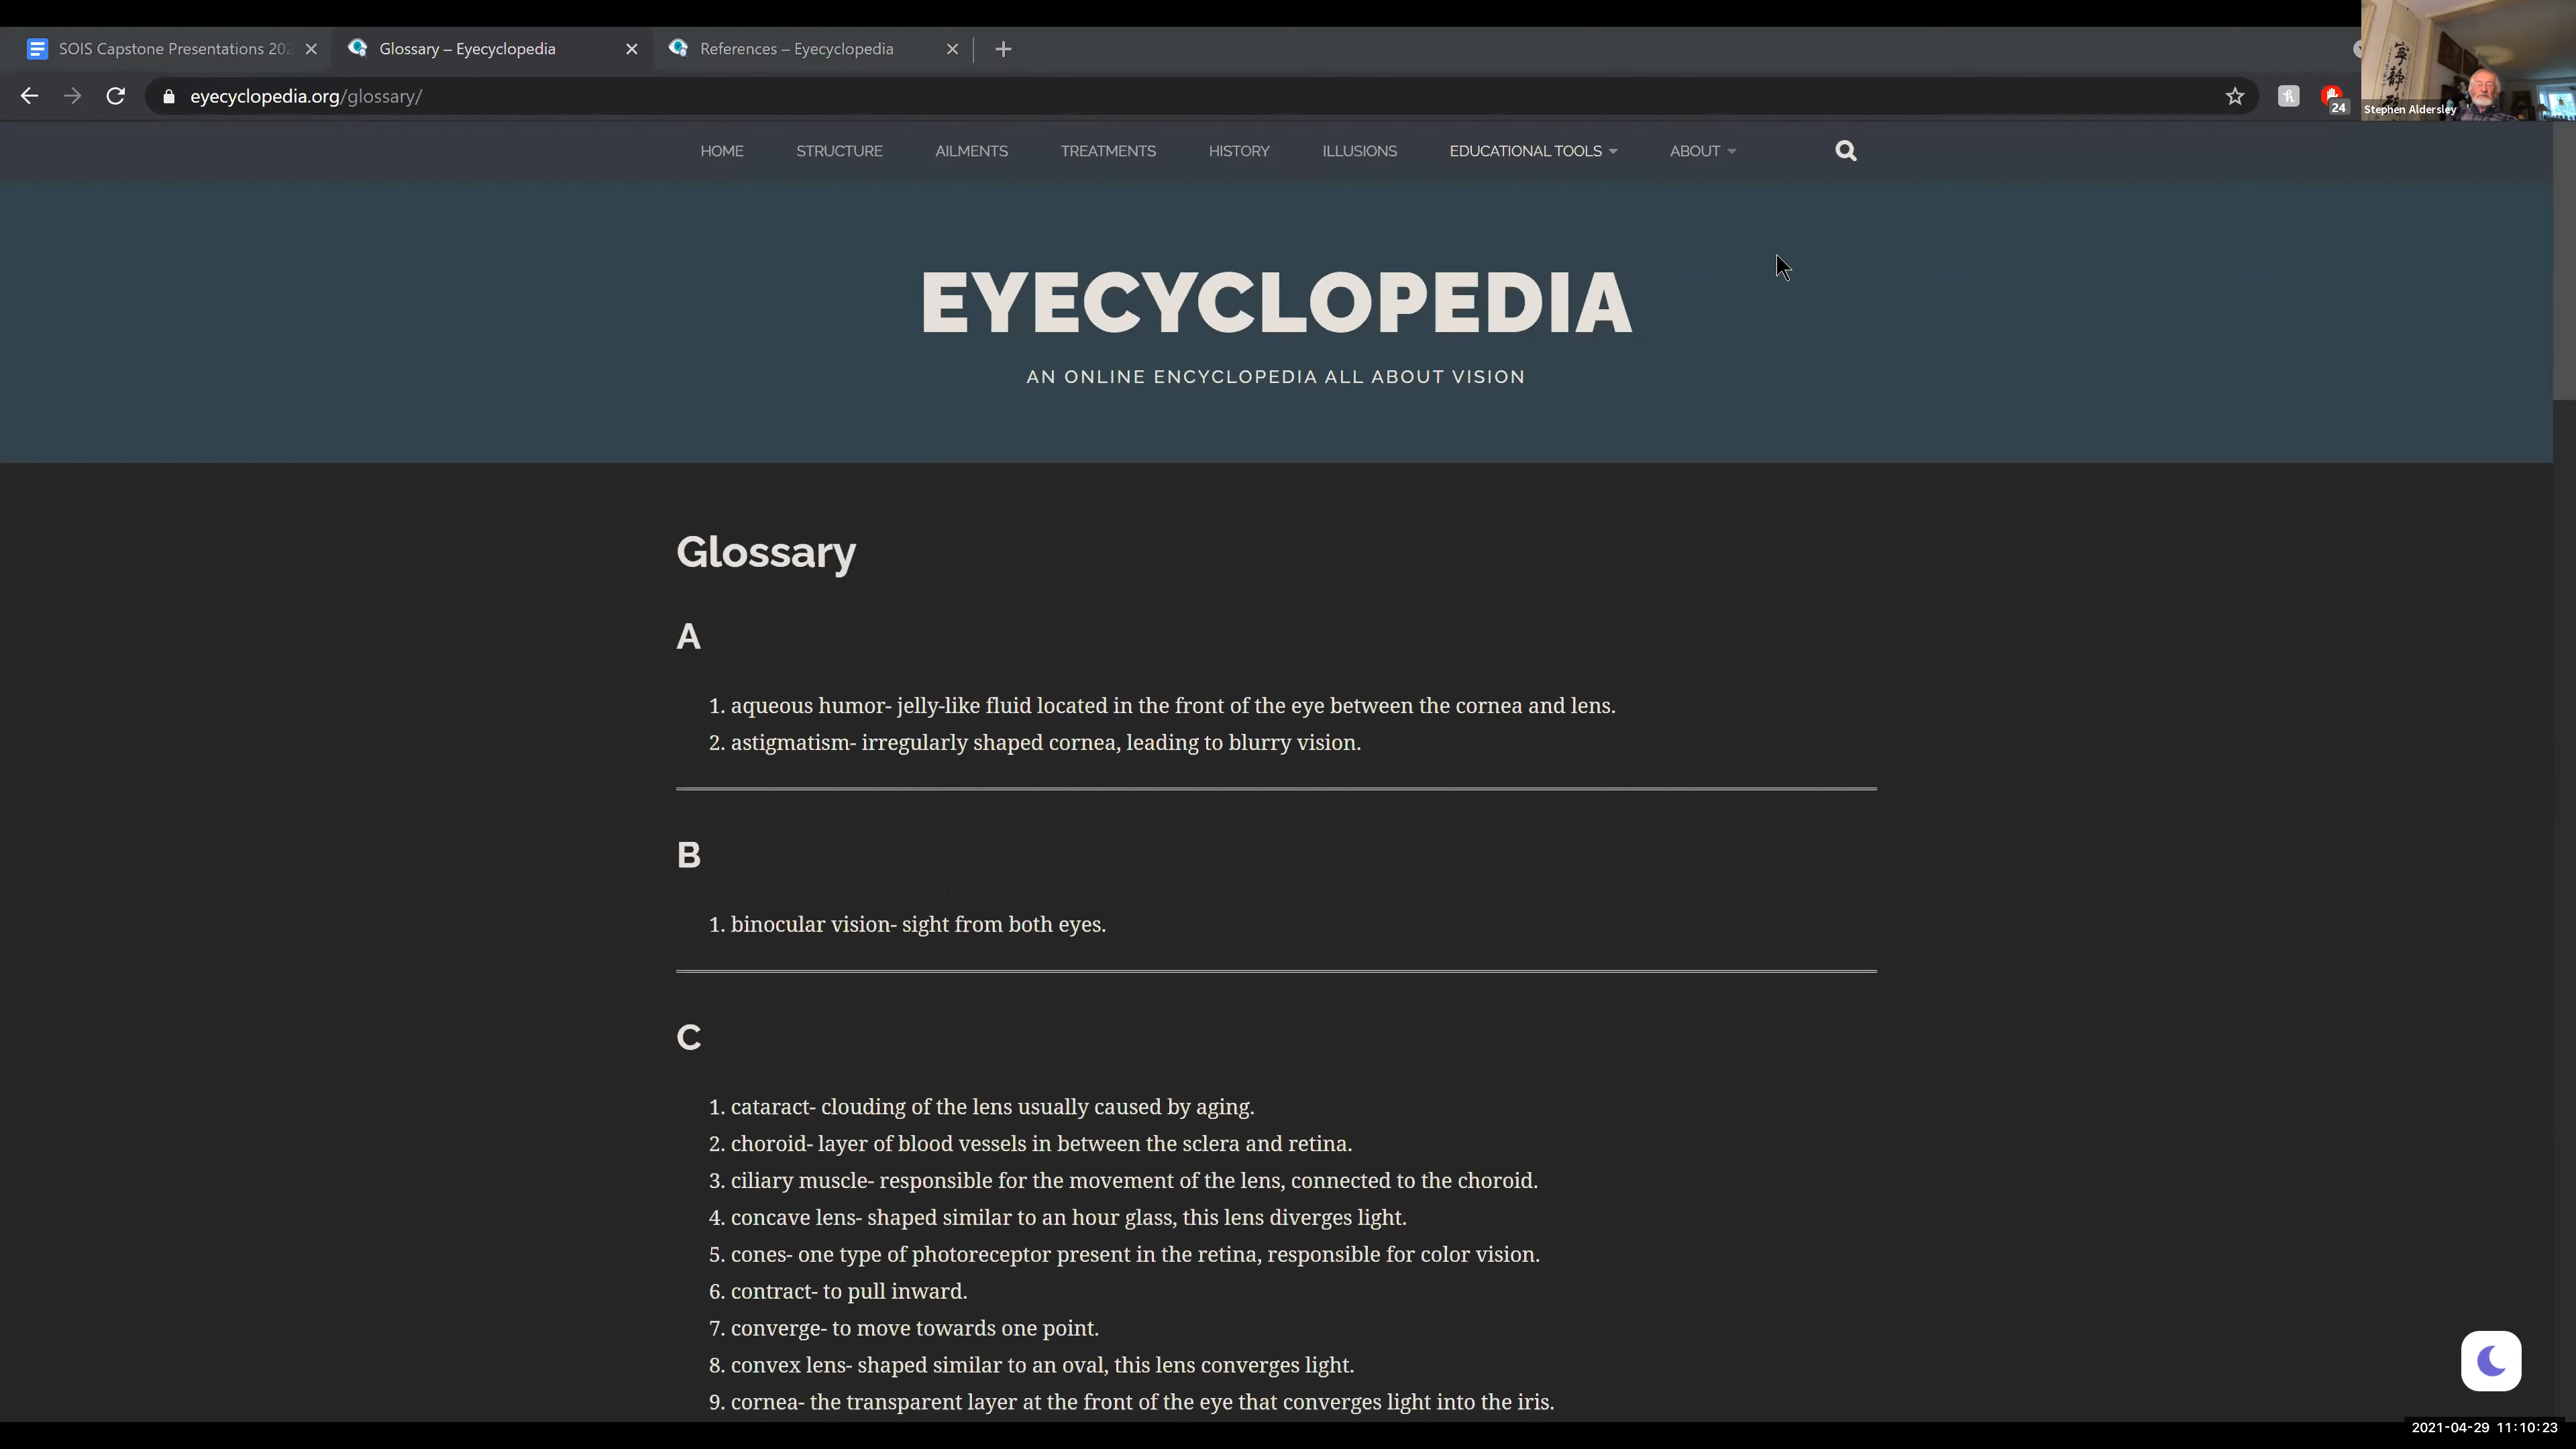 SOIS Capstone Presentations 202
Glossary – Eyecyclopedia
References – Eyecyclopedia
eyecyclopedia.org/glossary/
24
Stephen Aldersley
HOME STRUCTURE AILMENTS TREATMENTS HISTORY ILLUSIONS EDUCATIONAL TOOLS ABOUT
EYECYCLOPEDIA
AN ONLINE ENCYCLOPEDIA ALL ABOUT VISION
Glossary
A
1. aqueous humor- jelly-like fluid located in the front of the eye between the cornea and lens.
2. astigmatism- irregularly shaped cornea, leading to blurry vision.
B
1. binocular vision- sight from both eyes.
C
1. cataract- clouding of the lens usually caused by aging.
2. choroid- layer of blood vessels in between the sclera and retina.
3. ciliary muscle- responsible for the movement of the lens, connected to the choroid.
4. concave lens- shaped similar to an hour glass, this lens diverges light.
5. cones- one type of photoreceptor present in the retina, responsible for color vision.
6. contract- to pull inward.
7. converge- to move towards one point.
8. convex lens- shaped similar to an oval, this lens converges light.
9. cornea- the transparent layer at the front of the eye that converges light into the iris.
2021-04-29 11:10:23